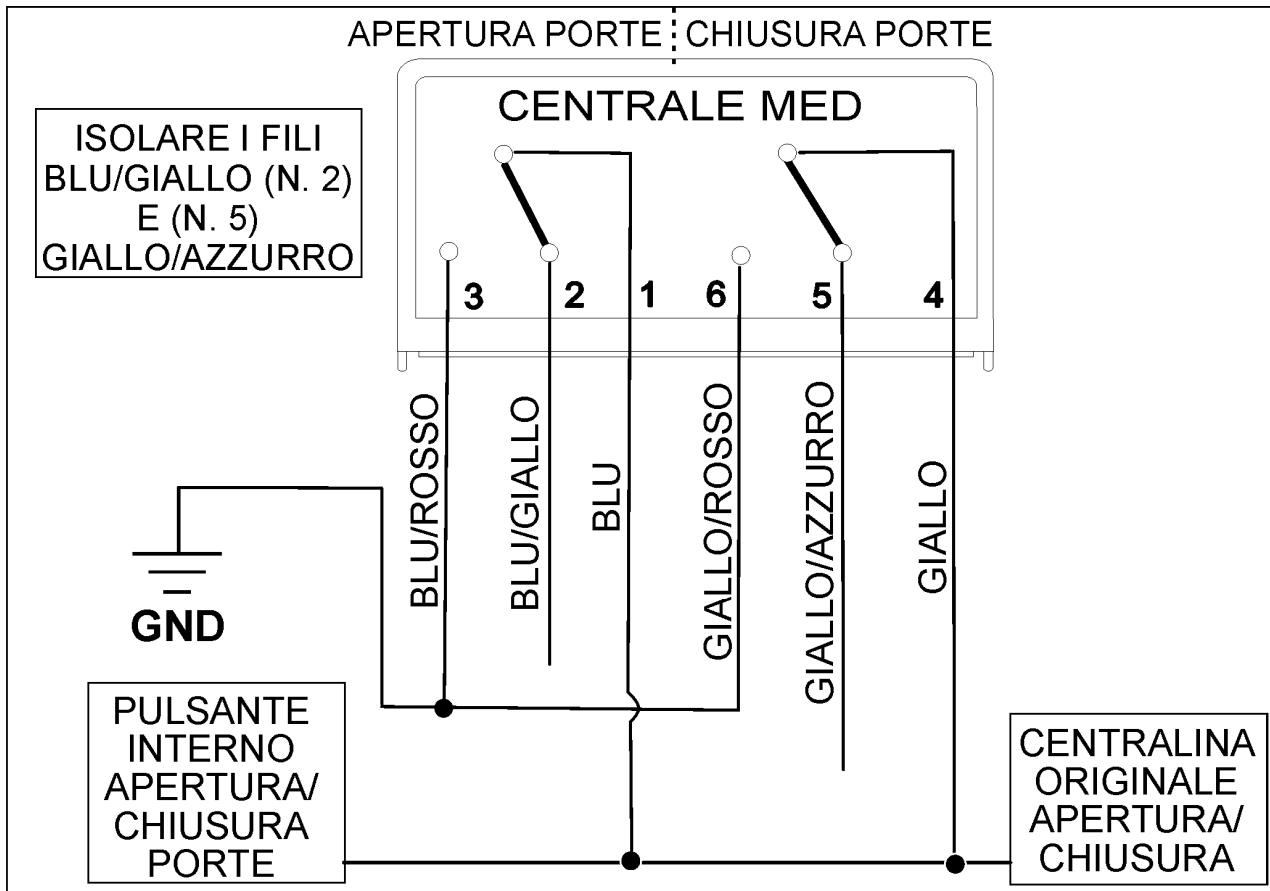 APERTURA PORTE CHIUSURA PORTE
CENTRALE MED
ISOLARE I FILI
BLU/GIALLO (N. 2)
E (N. 5)
GIALLO/AZZURRO
3 2 1 6 5 4
BLU/ROSSO
BLU/GIALLO
BLU
GIALLO/ROSSO
GIALLO/AZZURRO
GIALLO
GND
PULSANTE
INTERNO
APERTURA/
CHIUSURA
PORTE
CENTRALINA
ORIGINALE
APERTURA/
CHIUSURA